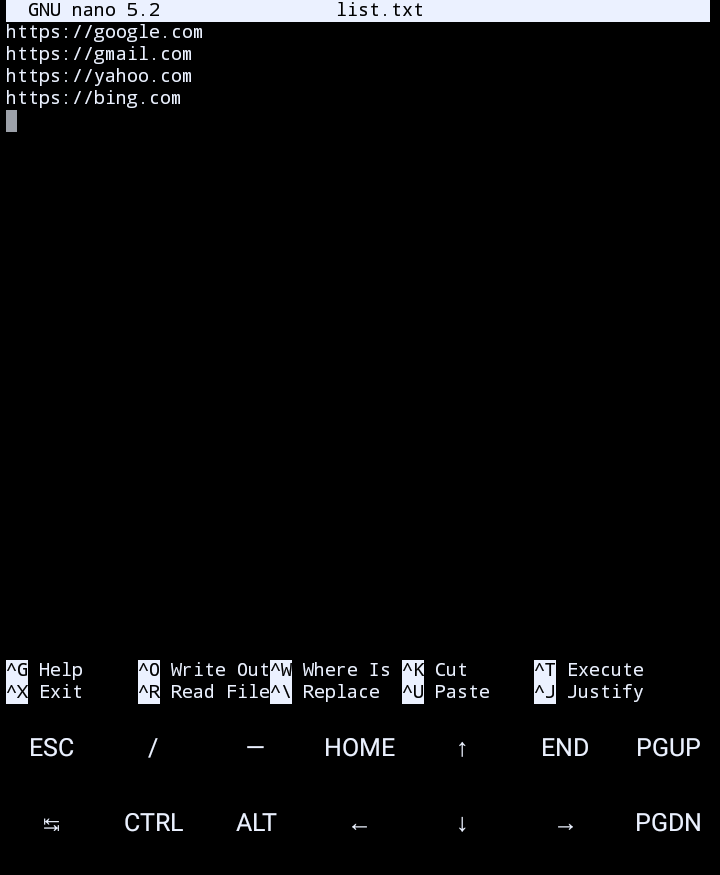 GNU nano 5.2 list.txt
https://google.com
https://gmail.com
https://yahoo.com
https://bing.com
^G Help ^O Write Out ^W Where Is ^K Cut ^T Execute
^X Exit ^R Read File ^\ Replace ^U Paste ^J Justify
ESC / — HOME ↑ END PGUP
↹ CTRL ALT ← ↓ → PGDN